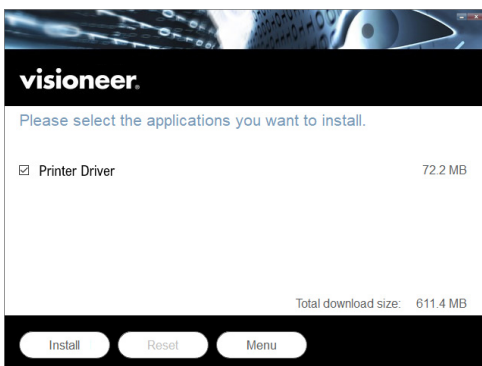 visioneer.
Please select the applications you want to install.
Printer Driver 72.2 MB
Total download size: 611.4 MB
Install Reset Menu